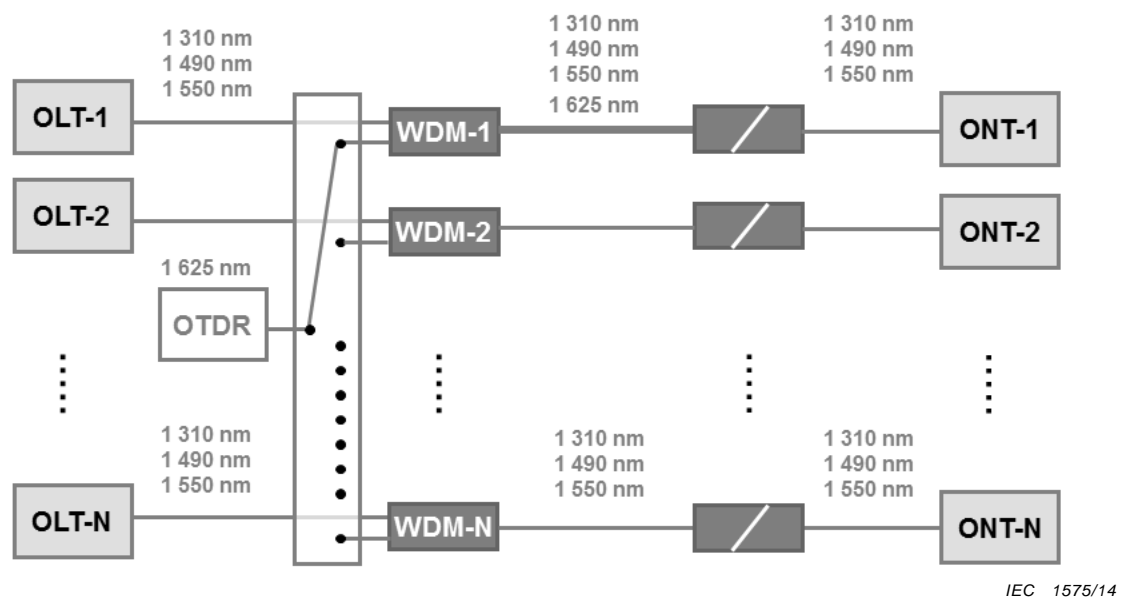 1 310 nm
1 490 nm
1 550 nm
1 310 nm
1 490 nm
1 550 nm
1 625 nm
1 310 nm
1 490 nm
1 550 nm
OLT-1
WDM-1
ONT-1
OLT-2
WDM-2
ONT-2
1 625 nm
OTDR
1 310 nm
1 490 nm
1 550 nm
1 310 nm
1 490 nm
1 550 nm
1 310 nm
1 490 nm
1 550 nm
OLT-N
WDM-N
ONT-N
IEC 1575/14